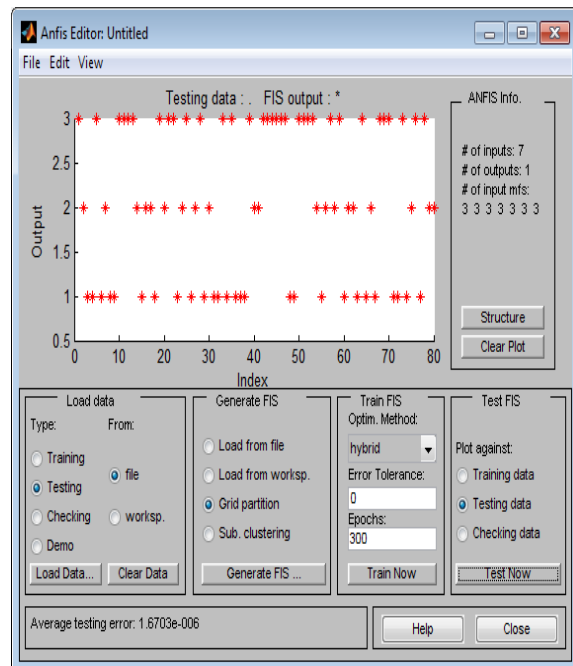 Anfis Editor: Untitled
File Edit View
Testing data : . FIS output : *
3
2.5
2
1.5
1
0.5
Output
0 10 20 30 40 50 60 70 80
Index
ANFIS Info.
# of inputs: 7
# of outputs: 1
# of input mfs:
3 3 3 3 3 3 3
Structure
Clear Plot
Load data
Type: From:
Training
Testing
Checking
Demo
file
worksp.
Load Data... Clear Data
Generate FIS
Load from file
Load from worksp.
Grid partition
Sub. clustering
Generate FIS ...
Train FIS
Optim. Method:
hybrid
Error Tolerance:
0
Epochs:
300
Train Now
Test FIS
Plot against:
Training data
Testing data
Checking data
Test Now
Average testing error: 1.6703e-006
Help Close